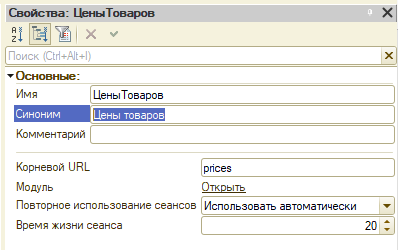 Свойства: ЦеныТоваров
Поиск (Ctrl+Alt+I)
Основные:
Имя ЦеныТоваров
Синоним Цены товаров
Комментарий
Корневой URL prices
Модуль Открыть
Повторное использование сеансов Использовать автоматически
Время жизни сеанса 20